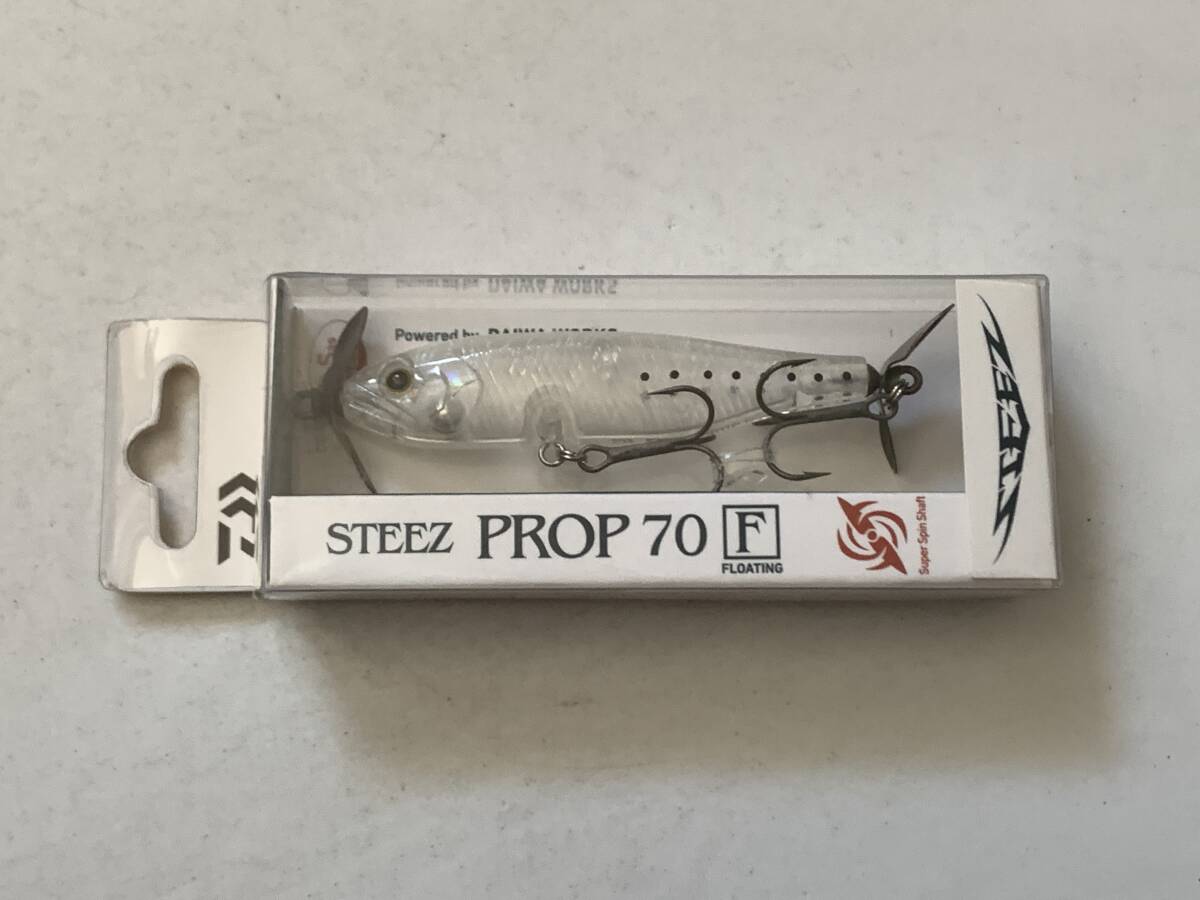 Powered by DAIWA WORKS
STEEZ PROP 70 F
FLOATING
Super Spin Shaft
STEEZ